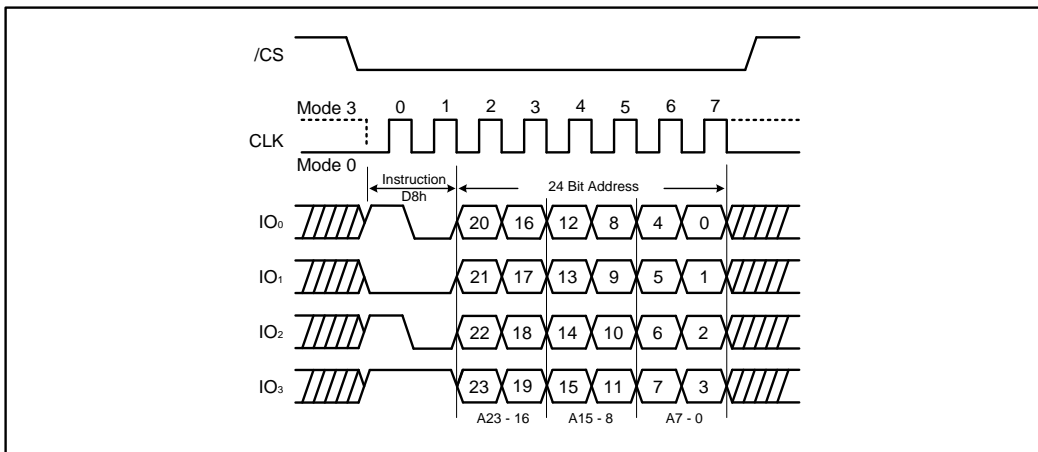 /CS
Mode 3 0 1 2 3 4 5 6 7
CLK
Mode 0
Instruction
D8h
24 Bit Address
IO₀ 20 16 12 8 4 0
IO₁ 21 17 13 9 5 1
IO₂ 22 18 14 10 6 2
IO₃ 23 19 15 11 7 3
A23 - 16 A15 - 8 A7 - 0